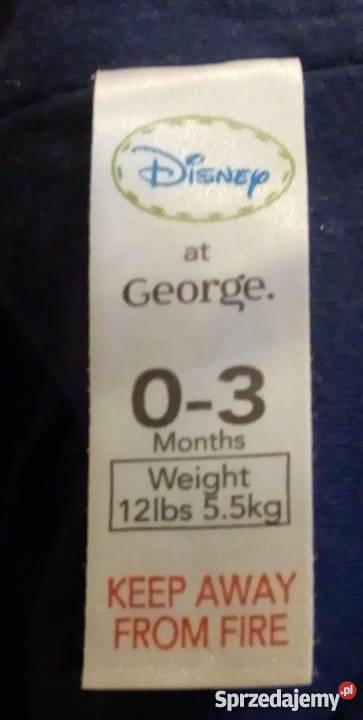 Disney
at
George.
0-3
Months
Weight
12lbs 5.5kg
KEEP AWAY
FROM FIRE
Sprzedajemy.pl